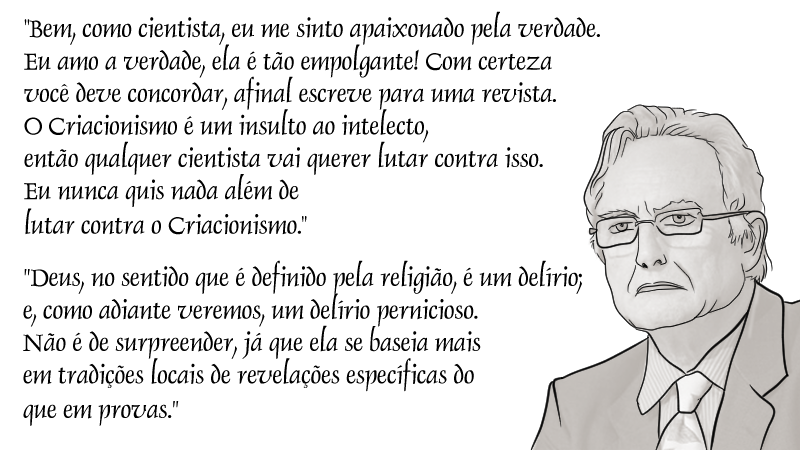 "Bem, como cientista, eu me sinto apaixonado pela verdade.
Eu amo a verdade, ela é tão empolgante! Com certeza
você deve concordar, afinal escreve para uma revista.
O Criacionismo é um insulto ao intelecto,
então qualquer cientista vai querer lutar contra isso.
Eu nunca quis nada além de
lutar contra o Criacionismo."
"Deus, no sentido que é definido pela religião, é um delírio;
e, como adiante veremos, um delírio pernicioso.
Não é de surpreender, já que ela se baseia mais
em tradições locais de revelações específicas do
que em provas."